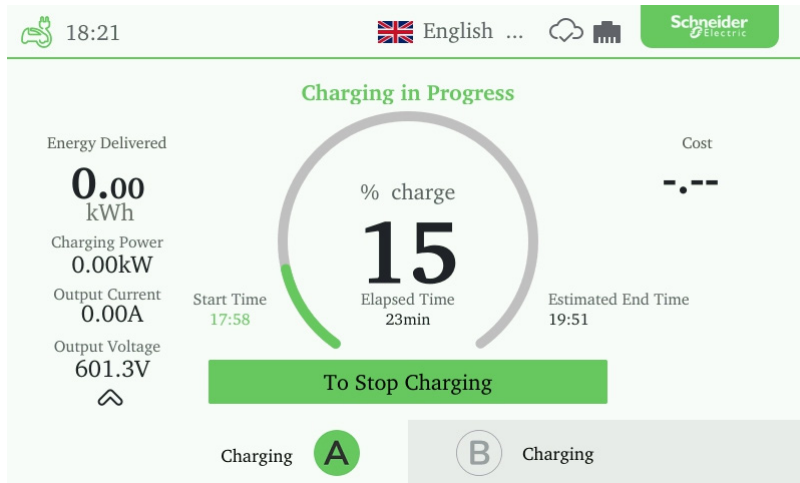 18:21
English ...
Schneider
Electric
Charging in Progress
Energy Delivered
0.00
kWh
Charging Power
0.00kW
Output Current
0.00A
Output Voltage
601.3V
% charge
15
Start Time
17:58
Elapsed Time
23min
Estimated End Time
19:51
Cost
-.--
To Stop Charging
Charging A
B Charging